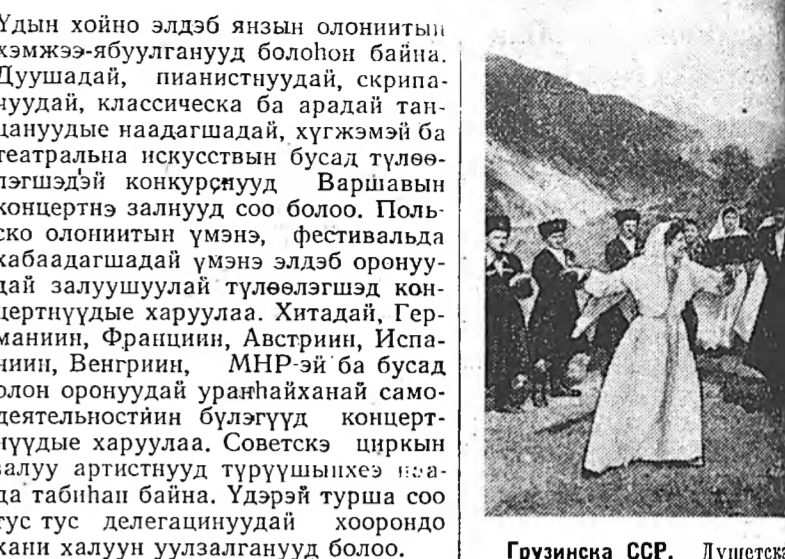 Үдын хойно элдэб янзын олониитын
хэмжээ-ябуулганууд болоһон байна.
Дуушадай, пианистнуудай, скрипа-
чуудай, классическа ба арадай тан-
цануудые наадагшадай, хүгжэмэй ба
театральна искусствын бусад түлөө-
лэгшэдэй конкурснууд Варшавын
концертнэ залнууд соо болоо. Поль-
ско олониитын үмэнэ, фестивальда
хабаадагшадай үмэнэ элдэб оронуу-
дай залуушуулай түлөөлэгшэд кон-
цертнүүдые харуулаа. Хитадай, Гер-
маниин, Франциин, Австриин, Испа-
ниин, Венгриин, МНР-эй ба бусад
олон оронуудай уранһайханай само-
деятельностиин бүлэгүүд концерт-
нүүдые харуулаа. Советскэ циркын
залуу артистнууд түрүүшынхеэ наа-
да табиһан байна. Үдэрэй турша соо
тус тус делегацинуудай хоорондо
хани халуун уулзалганууд болоо.
Грузинска ССР. Душетска